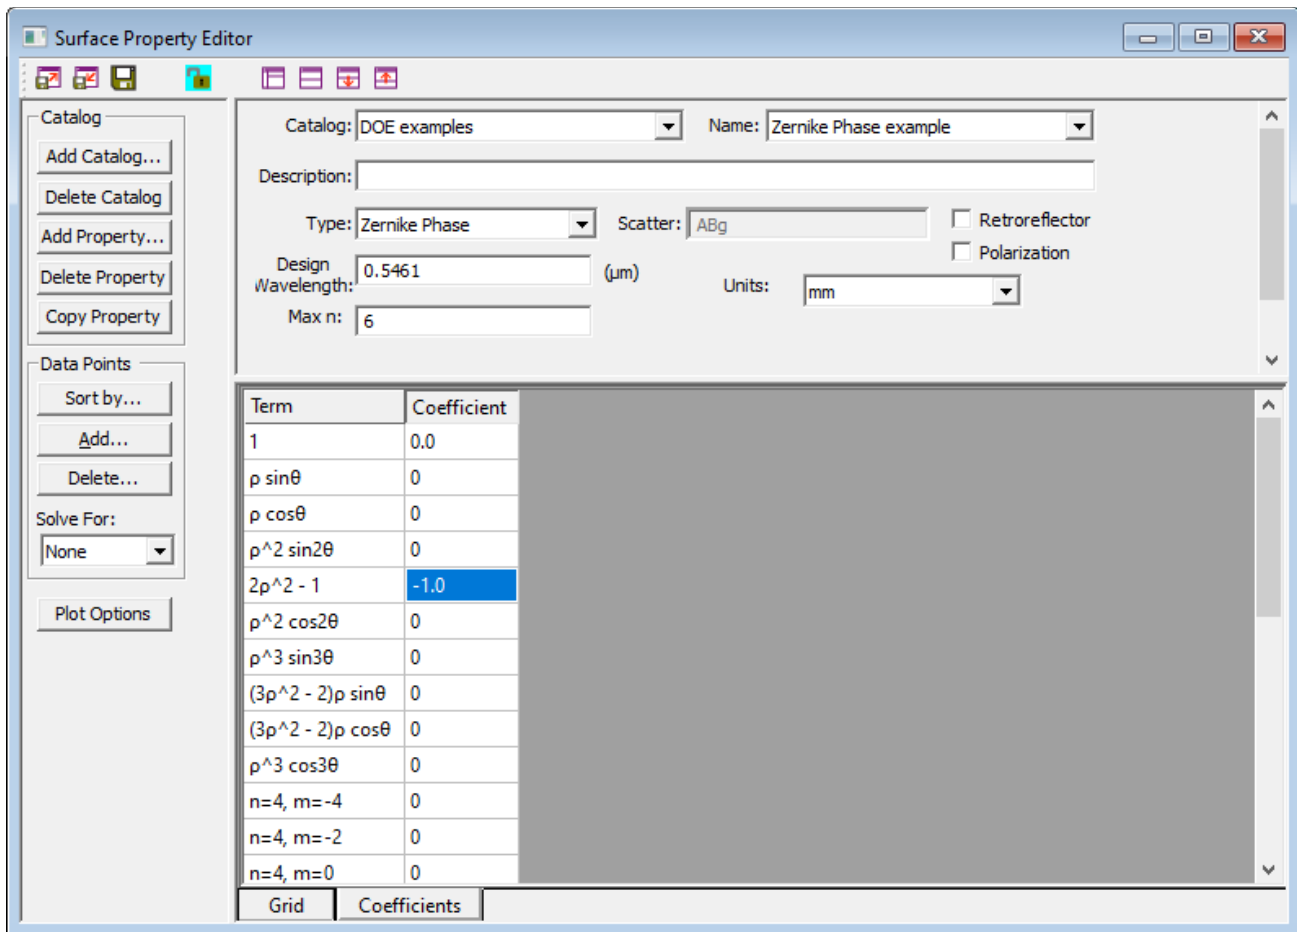 Surface Property Editor
Catalog
Add Catalog...
Delete Catalog
Add Property...
Delete Property
Copy Property
Data Points
Sort by...
Add...
Delete...
Solve For:
None
Plot Options
Catalog: DOE examples Name: Zernike Phase example
Description:
Type: Zernike Phase Scatter: ABg Retroreflector
Polarization
Design
Wavelength: 0.5461 (μm) Units: mm
Max n: 6
Term Coefficient
1 0.0
ρ sinθ 0
ρ cosθ 0
ρ^2 sin2θ 0
2ρ^2 - 1 -1.0
ρ^2 cos2θ 0
ρ^3 sin3θ 0
(3ρ^2 - 2)ρ sinθ 0
(3ρ^2 - 2)ρ cosθ 0
ρ^3 cos3θ 0
n=4, m=-4 0
n=4, m=-2 0
n=4, m=0 0
Grid Coefficients